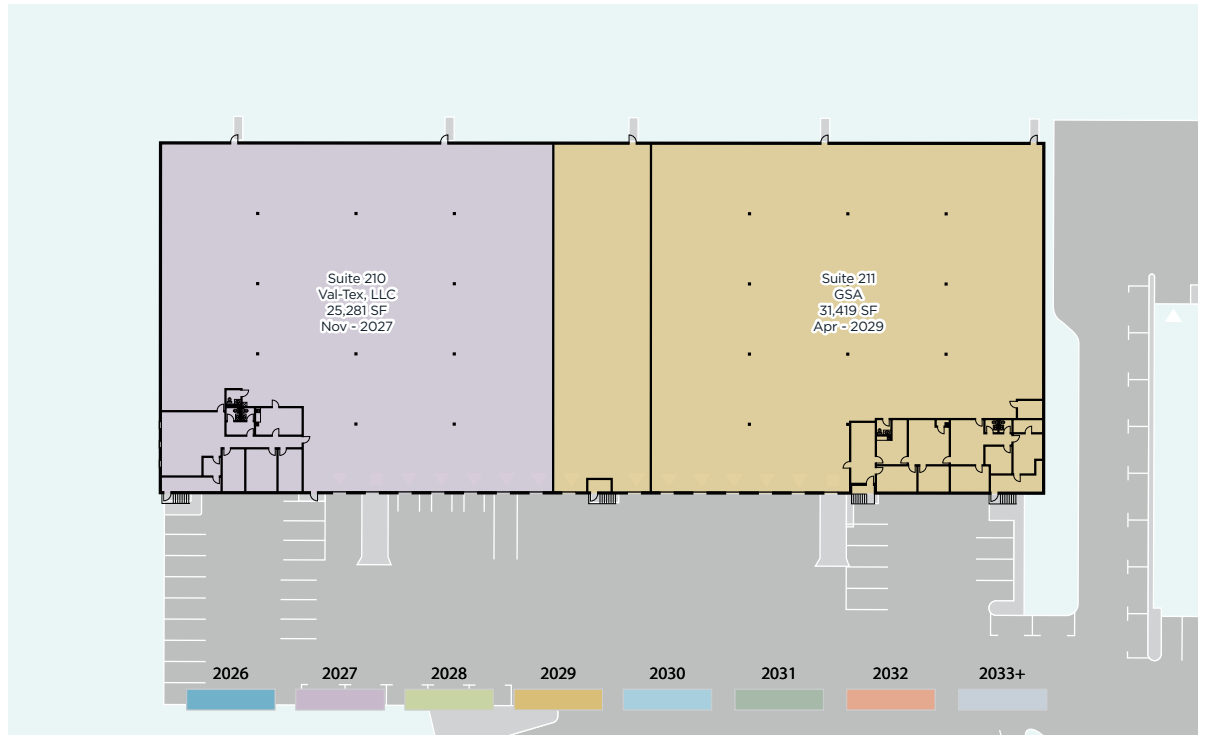 Suite 210
Val-Tex, LLC
25,281 SF
Nov - 2027
Suite 211
GSA
31,419 SF
Apr - 2029
2026
2027
2028
2029
2030
2031
2032
2033+